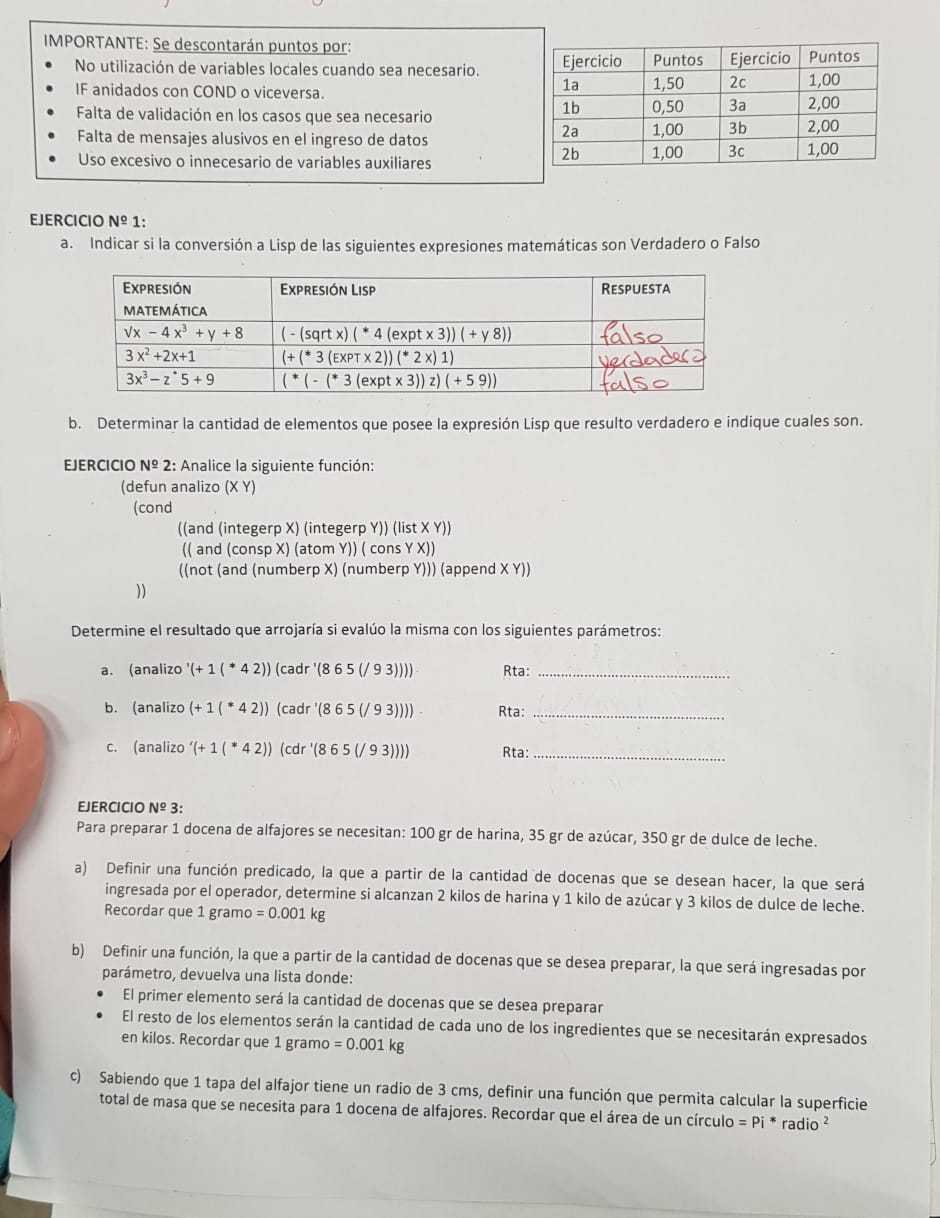 IMPORTANTE: Se descontarán puntos por:
• No utilización de variables locales cuando sea necesario.
• IF anidados con COND o viceversa.
• Falta de validación en los casos que sea necesario
• Falta de mensajes alusivos en el ingreso de datos
• Uso excesivo o innecesario de variables auxiliares
Ejercicio Puntos Ejercicio Puntos
1a 1,50 2c 1,00
1b 0,50 3a 2,00
2a 1,00 3b 2,00
2b 1,00 3c 1,00
EJERCICIO Nº 1:
a. Indicar si la conversión a Lisp de las siguientes expresiones matemáticas son Verdadero o Falso
EXPRESIÓN MATEMÁTICA EXPRESIÓN LISP RESPUESTA
√x – 4 x³ + y + 8 ( - (sqrt x) ( * 4 (expt x 3)) ( + y 8)) falso
3 x² +2x+1 (+ (* 3 (EXPT X 2)) (* 2 x) 1) verdadero
3x³ – z * 5 + 9 ( * ( - (* 3 (expt x 3)) z) ( + 5 9)) falso
b. Determinar la cantidad de elementos que posee la expresión Lisp que resulto verdadero e indique cuales son.
EJERCICIO Nº 2: Analice la siguiente función:
(defun analizo (X Y)
(cond
((and (integerp X) (integerp Y)) (list X Y))
(( and (consp X) (atom Y)) ( cons Y X))
((not (and (numberp X) (numberp Y))) (append X Y))
))
Determine el resultado que arrojaría si evalúo la misma con los siguientes parámetros:
a. (analizo '(+ 1 ( * 4 2)) (cadr '(8 6 5 (/ 9 3)))) Rta: ..........
b. (analizo (+ 1 ( * 4 2)) (cadr '(8 6 5 (/ 9 3)))) . Rta: ..........
c. (analizo '(+ 1 ( * 4 2)) (cdr '(8 6 5 (/ 9 3)))) Rta: ..........
EJERCICIO Nº 3:
Para preparar 1 docena de alfajores se necesitan: 100 gr de harina, 35 gr de azúcar, 350 gr de dulce de leche.
a) Definir una función predicado, la que a partir de la cantidad de docenas que se desean hacer, la que será
ingresada por el operador, determine si alcanzan 2 kilos de harina y 1 kilo de azúcar y 3 kilos de dulce de leche.
Recordar que 1 gramo = 0.001 kg
b) Definir una función, la que a partir de la cantidad de docenas que se desea preparar, la que será ingresadas por
parámetro, devuelva una lista donde:
• El primer elemento será la cantidad de docenas que se desea preparar
• El resto de los elementos serán la cantidad de cada uno de los ingredientes que se necesitarán expresados
en kilos. Recordar que 1 gramo = 0.001 kg
c) Sabiendo que 1 tapa del alfajor tiene un radio de 3 cms, definir una función que permita calcular la superficie
total de masa que se necesita para 1 docena de alfajores. Recordar que el área de un círculo = Pi * radio ²